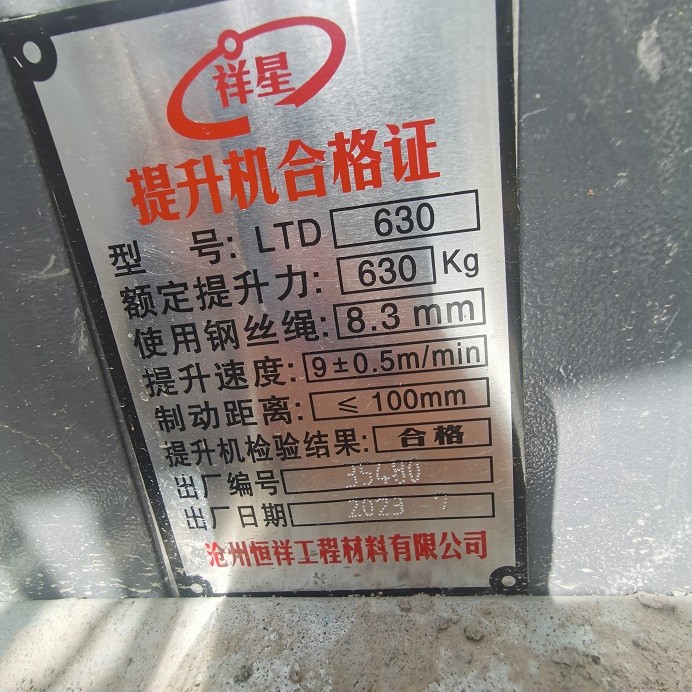 祥星
提升机合格证
型 号: LTD 630
额定提升力: 630 Kg
使用钢丝绳: 8.3 mm
提升速度: 9±0.5m/min
制动距离: ≤ 100mm
提升机检验结果: 合格
出厂编号 35480
出厂日期 2023 7
沧州恒祥工程材料有限公司